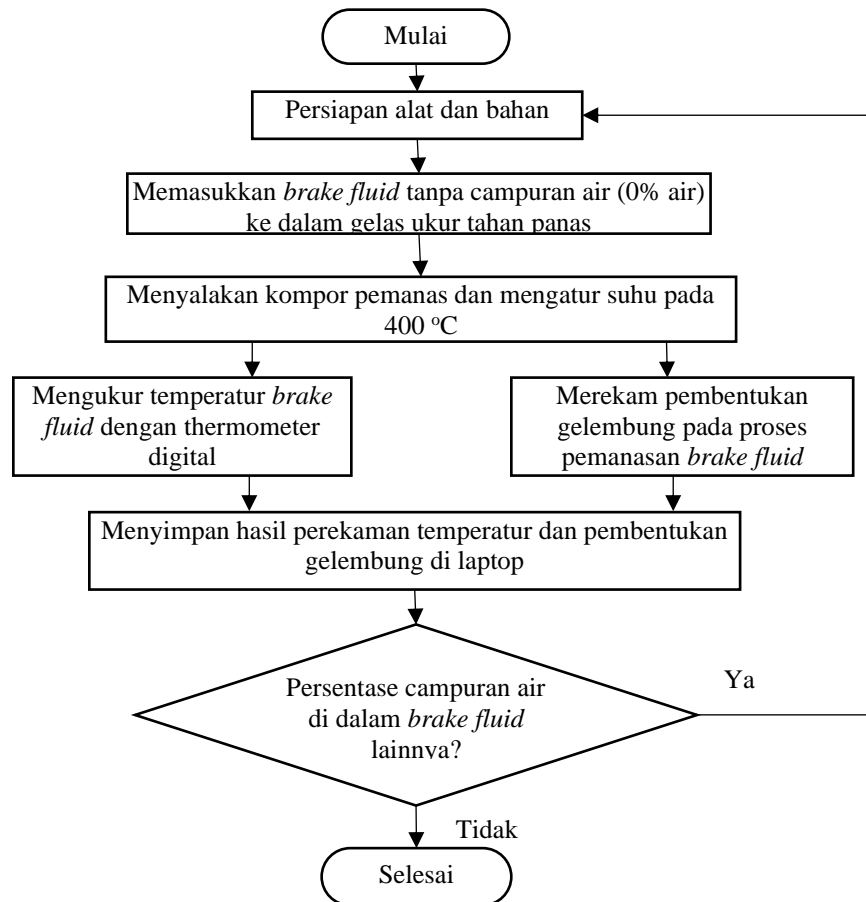 Mulai
Persiapan alat dan bahan
Memasukkan brake fluid tanpa campuran air (0% air)
ke dalam gelas ukur tahan panas
Menyalakan kompor pemanas dan mengatur suhu pada
400 °C
Mengukur temperatur brake
fluid dengan thermometer
digital
Merekam pembentukan
gelembung pada proses
pemanasan brake fluid
Menyimpan hasil perekaman temperatur dan pembentukan
gelembung di laptop
Persentase campuran air
di dalam brake fluid
lainnya?
Ya
Tidak
Selesai